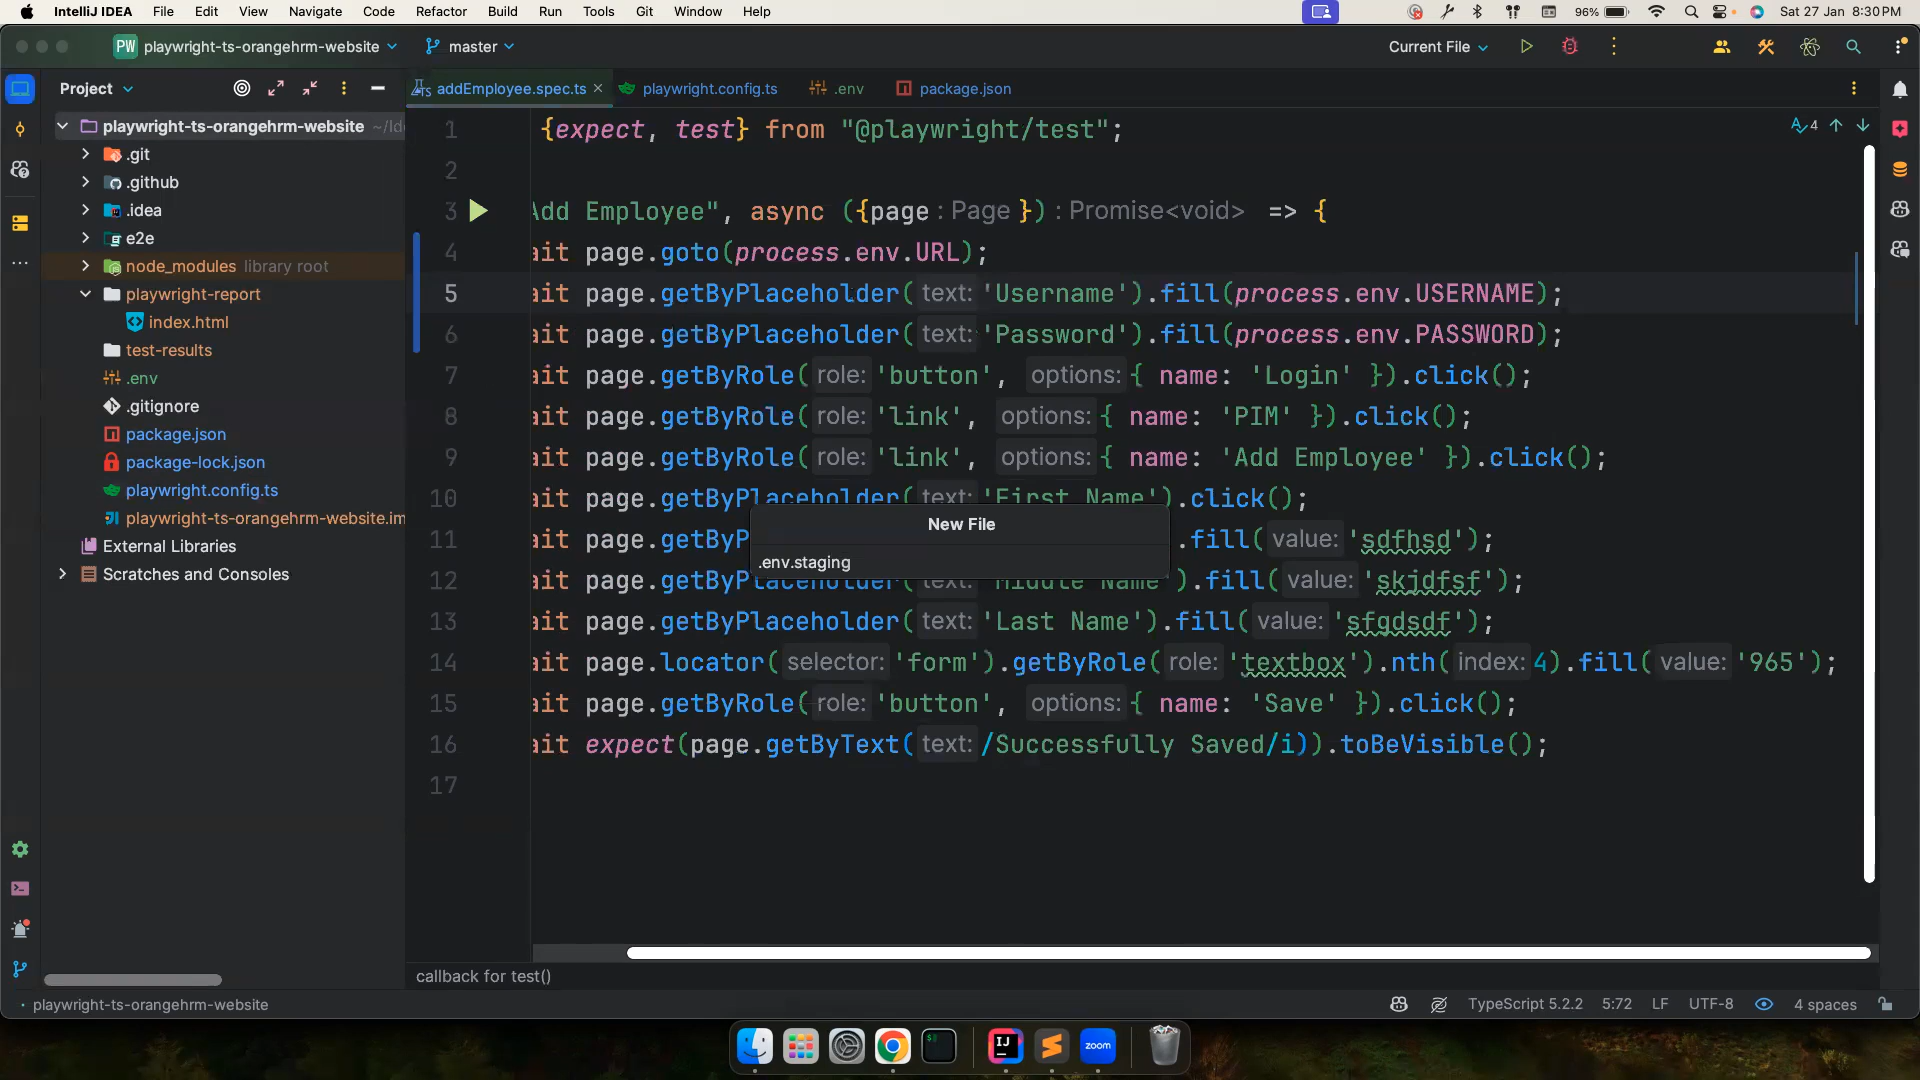 IntelliJ IDEA File Edit View Navigate Code Refactor Build Run Tools Git Window Help 96% Sat 27 Jan 8:30 PM
PW playwright-ts-orangehrm-website master Current File
Project
addEmployee.spec.ts playwright.config.ts .env package.json
playwright-ts-orangehrm-website ~/Id
.git
.github
.idea
e2e
node_modules library root
playwright-report
index.html
test-results
.env
.gitignore
package.json
package-lock.json
playwright.config.ts
playwright-ts-orangehrm-website.im
External Libraries
Scratches and Consoles
4
1 {expect, test} from "@playwright/test";
2
3 Add Employee", async ({page : Page }) : Promise<void> => {
4 ait page.goto(process.env.URL);
5 ait page.getByPlaceholder( text: 'Username').fill(process.env.USERNAME);
6 ait page.getByPlaceholder( text: 'Password').fill(process.env.PASSWORD);
7 ait page.getByRole( role: 'button', options: { name: 'Login' }).click();
8 ait page.getByRole( role: 'link', options: { name: 'PIM' }).click();
9 ait page.getByRole( role: 'link', options: { name: 'Add Employee' }).click();
10 ait page.getByPlaceholder( text: 'First Name').click();
11 ait page.getByP .fill( value: 'sdfhsd');
12 ait page.getByPlaceholder( text: 'Middle Name').fill( value: 'skjdfsf');
13 ait page.getByPlaceholder( text: 'Last Name').fill( value: 'sfgdsdf');
14 ait page.locator( selector: 'form').getByRole( role: 'textbox').nth( index: 4).fill( value: '965');
15 ait page.getByRole( role: 'button', options: { name: 'Save' }).click();
16 ait expect(page.getByText( text: /Successfully Saved/i)).toBeVisible();
17
New File
.env.staging
callback for test()
playwright-ts-orangehrm-website TypeScript 5.2.2 5:72 LF UTF-8 4 spaces
IJ zoom